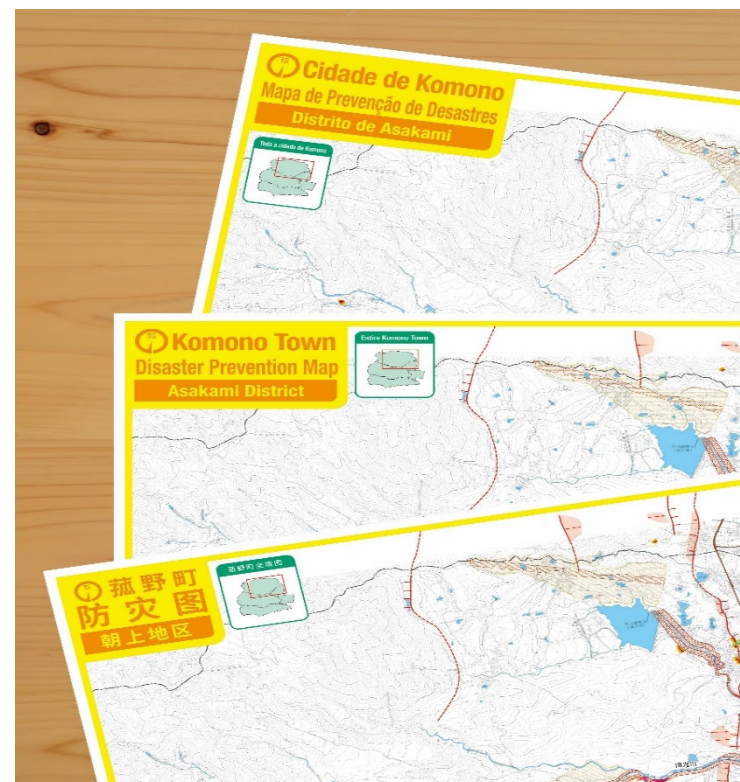 Cidade de Komono
Mapa de Prevenção de Desastres
Distrito de Asakami
Toda a cidade de Komono
Komono Town
Disaster Prevention Map
Asakami District
Entire Komono Town
菰野町
防灾图
朝上地区
菰野町全境图